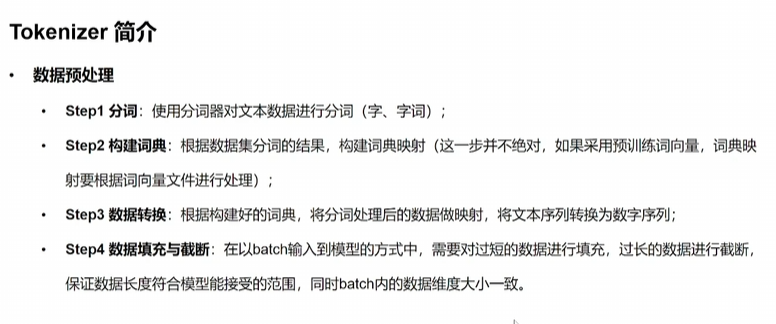 Tokenizer 简介
• 数据预处理
• Step1 分词：使用分词器对文本数据进行分词（字、字词）；
• Step2 构建词典：根据数据集分词的结果，构建词典映射（这一步并不绝对，如果采用预训练词向量，词典映
射要根据词向量文件进行处理）；
• Step3 数据转换：根据构建好的词典，将分词处理后的数据做映射，将文本序列转换为数字序列；
• Step4 数据填充与截断：在以batch输入到模型的方式中，需要对过短的数据进行填充，过长的数据进行截断，
保证数据长度符合模型能接受的范围，同时batch内的数据维度大小一致。